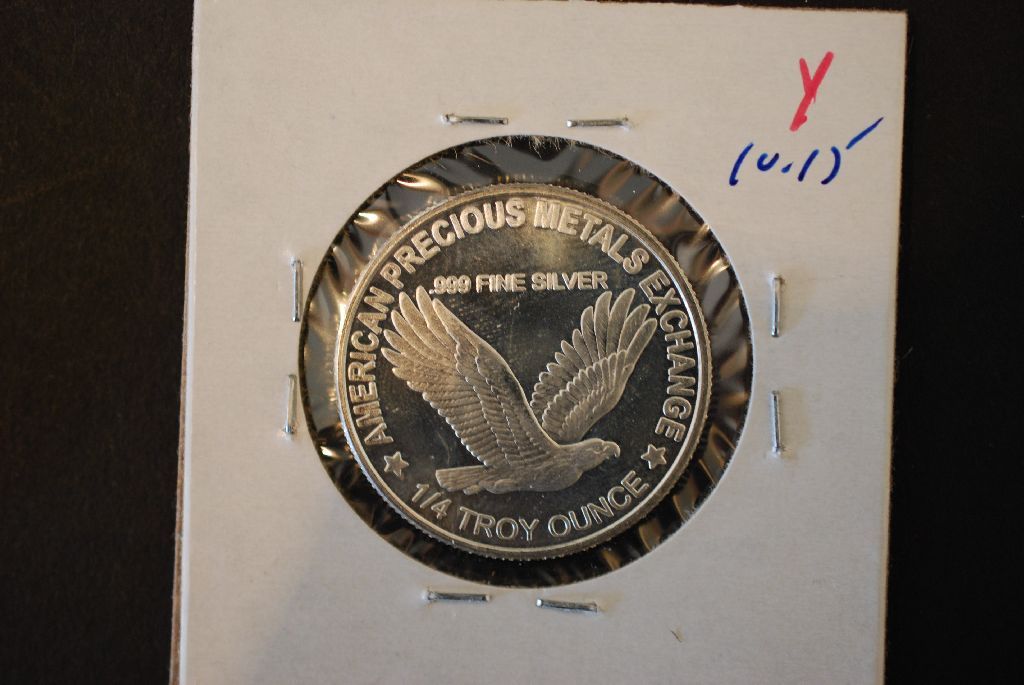 Y
AMERICAN PRECIOUS METALS EXCHANGE
.999 FINE SILVER
1/4 TROY OUNCE